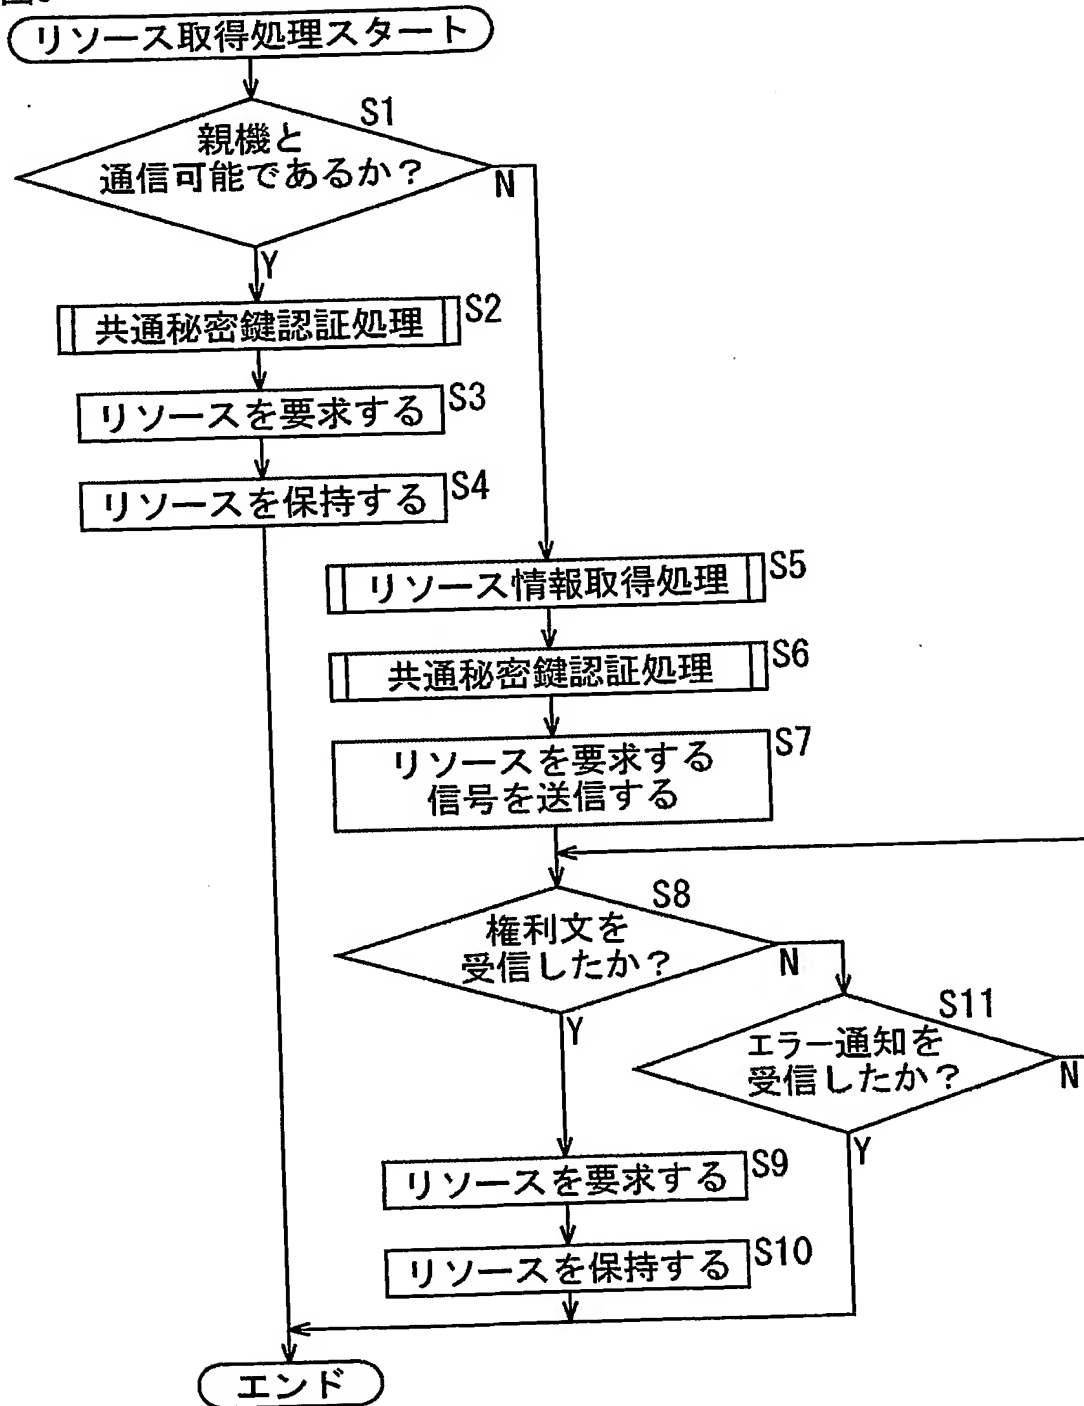 リソース取得処理スタート
S1
親機と
通信可能であるか？
N
Y
共通秘密鍵認証処理
S2
リソースを要求する
S3
リソースを保持する
S4
リソース情報取得処理
S5
共通秘密鍵認証処理
S6
リソースを要求する
信号を送信する
S7
S8
権利文を
受信したか？
N
Y
S11
エラー通知を
受信したか？
N
Y
リソースを要求する
S9
リソースを保持する
S10
エンド